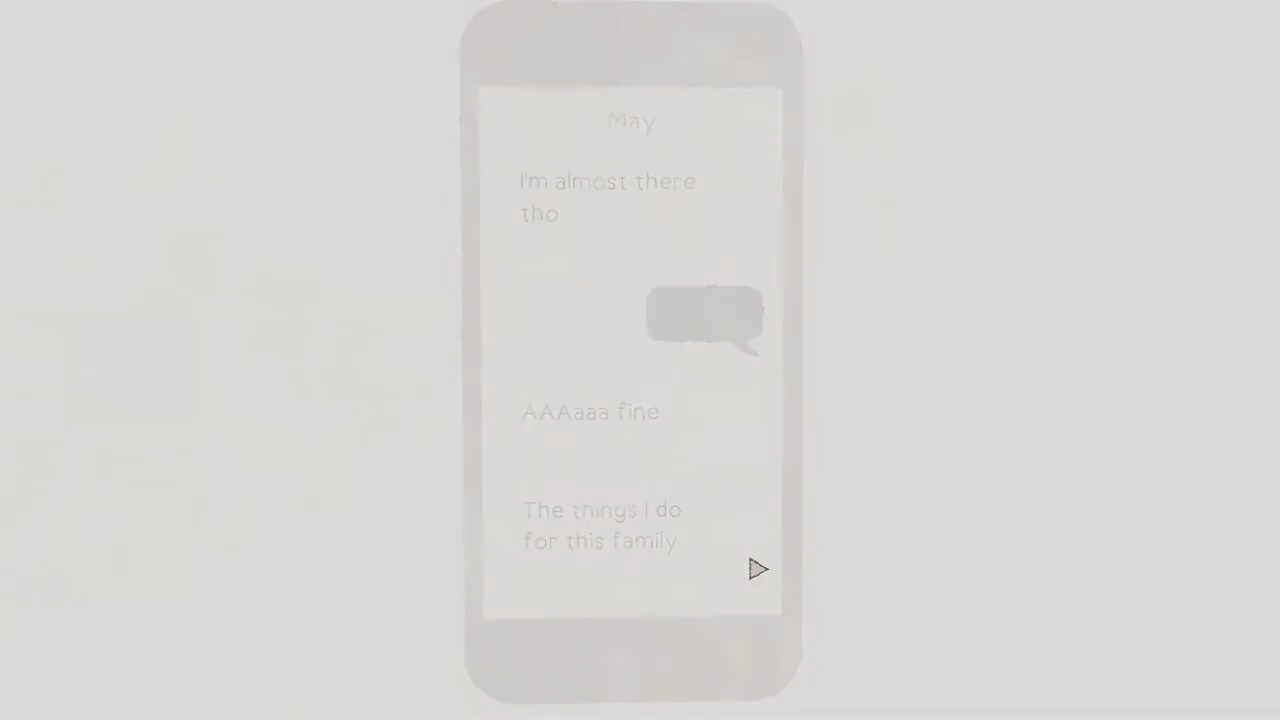 May
I'm almost there
tho
AAAaaa fine
The things I do
for this family